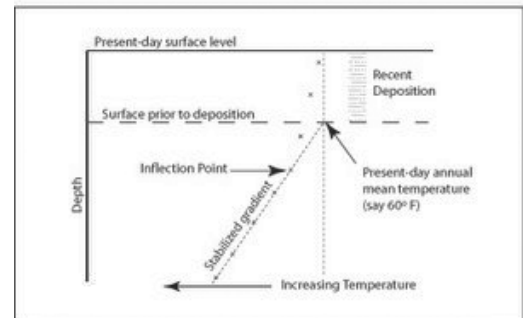 Present-day surface level
Recent
Deposition
Surface prior to deposition
Inflection Point
Present-day annual
mean temperature
(say 60º F)
Depth
Stabilized gradient
Increasing Temperature